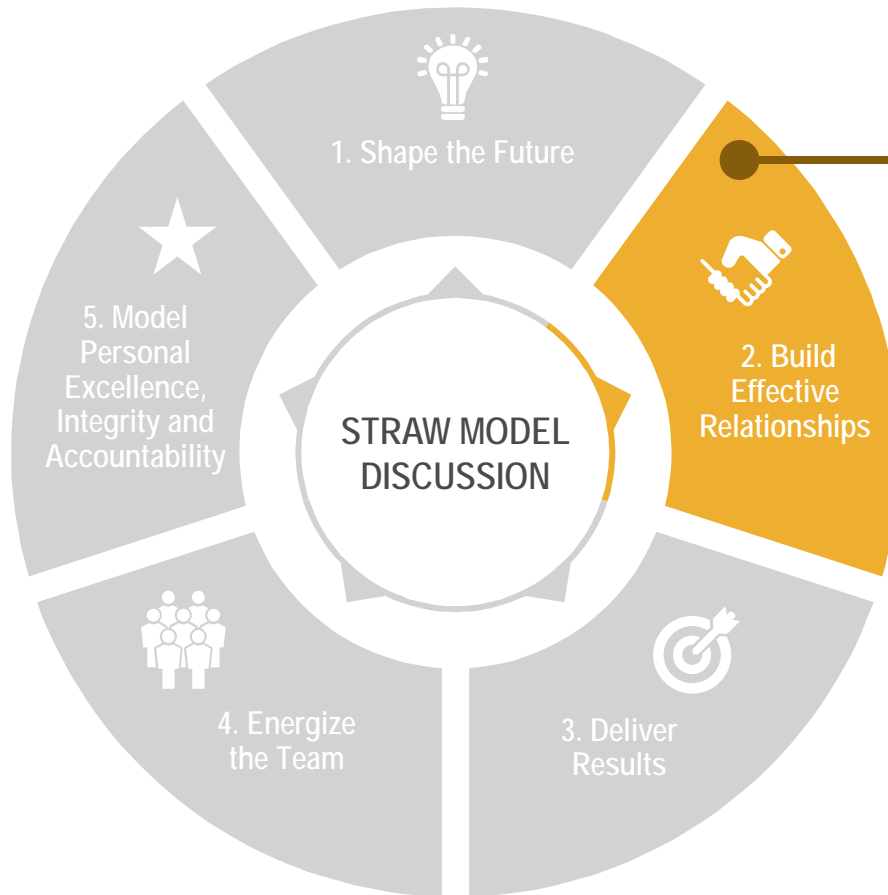 1. Shape the Future
2. Build
Effective
Relationships
3. Deliver
Results
4. Energize
the Team
5. Model
Personal
Excellence,
Integrity and
Accountability
STRAW MODEL
DISCUSSION